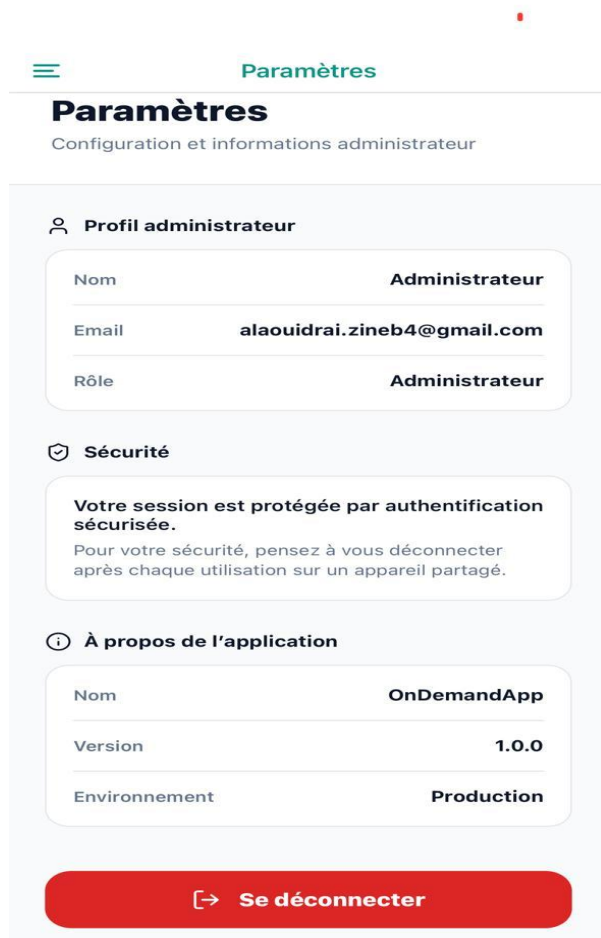 Paramètres
Paramètres
Configuration et informations administrateur
Profil administrateur
Nom Administrateur
Email alaouidrai.zineb4@gmail.com
Rôle Administrateur
Sécurité
Votre session est protégée par authentification
sécurisée.
Pour votre sécurité, pensez à vous déconnecter
après chaque utilisation sur un appareil partagé.
À propos de l'application
Nom OnDemandApp
Version 1.0.0
Environnement Production
Se déconnecter